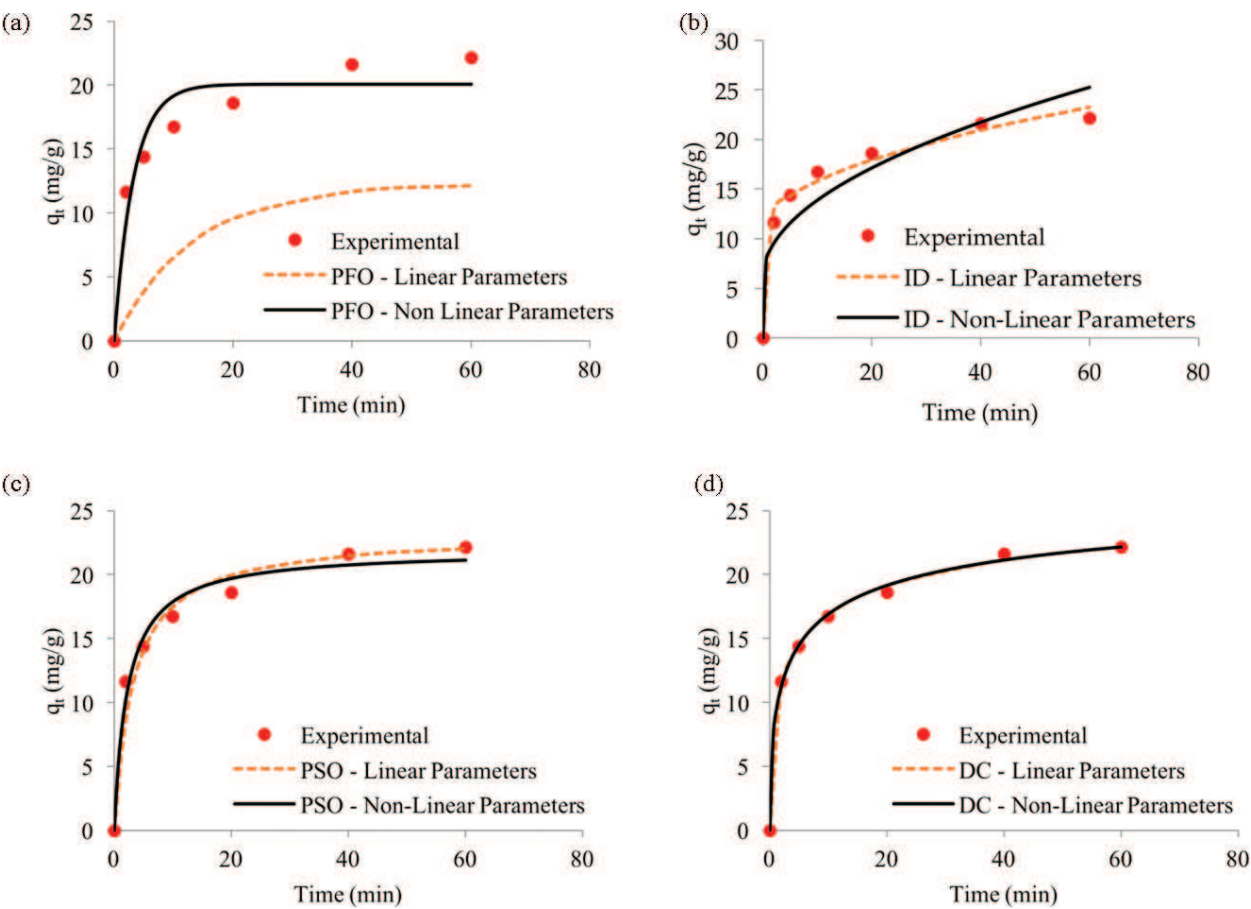 (a)
25
20
15
10
5
0
qt (mg/g)
Experimental
PFO - Linear Parameters
PFO - Non Linear Parameters
0 20 40 60 80
Time (min)
(b)
30
25
20
15
10
5
0
qt (mg/g)
Experimental
ID - Linear Parameters
ID - Non-Linear Parameters
0 20 40 60 80
Time (min)
(c)
25
20
15
10
5
0
qt (mg/g)
Experimental
PSO - Linear Parameters
PSO - Non-Linear Parameters
0 20 40 60 80
Time (min)
(d)
25
20
15
10
5
0
qt (mg/g)
Experimental
DC - Linear Parameters
DC - Non-Linear Parameters
0 20 40 60 80
Time (min)